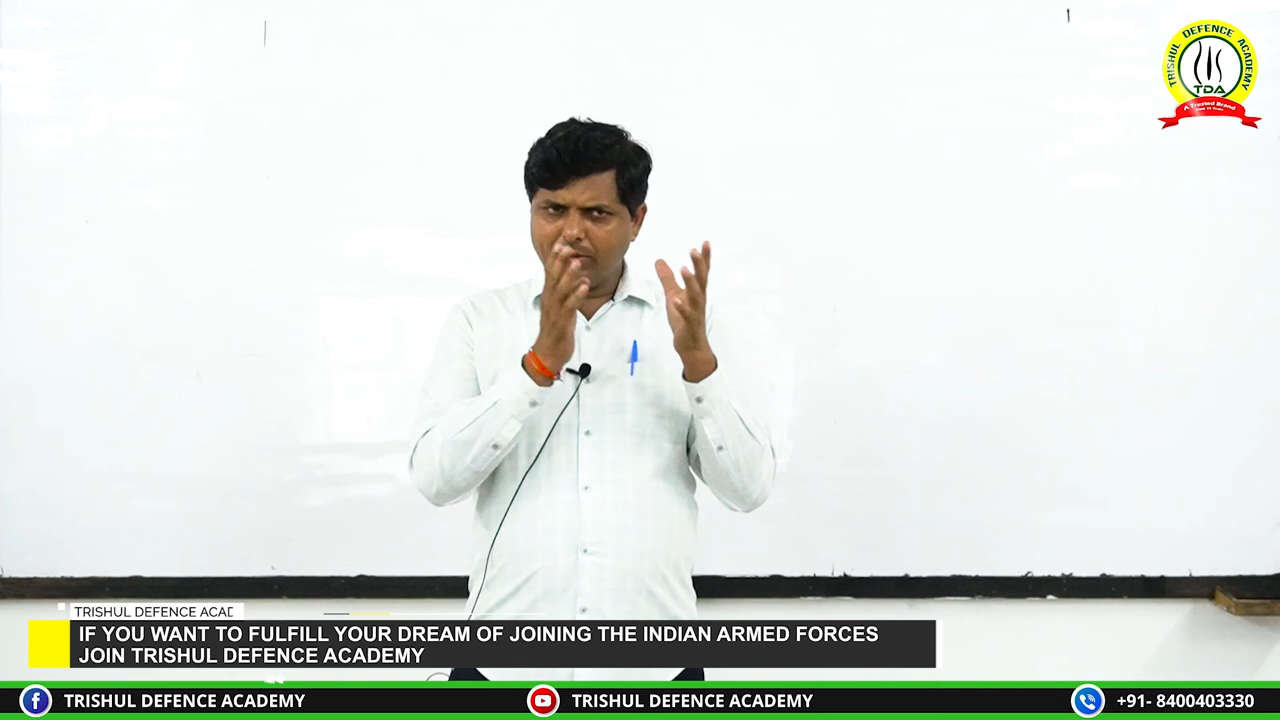 TRISHUL DEFENCE ACADEMY
TDA
A Trusted Brand
TRISHUL DEFENCE ACAD
IF YOU WANT TO FULFILL YOUR DREAM OF JOINING THE INDIAN ARMED FORCES
JOIN TRISHUL DEFENCE ACADEMY
TRISHUL DEFENCE ACADEMY
TRISHUL DEFENCE ACADEMY
+91- 8400403330